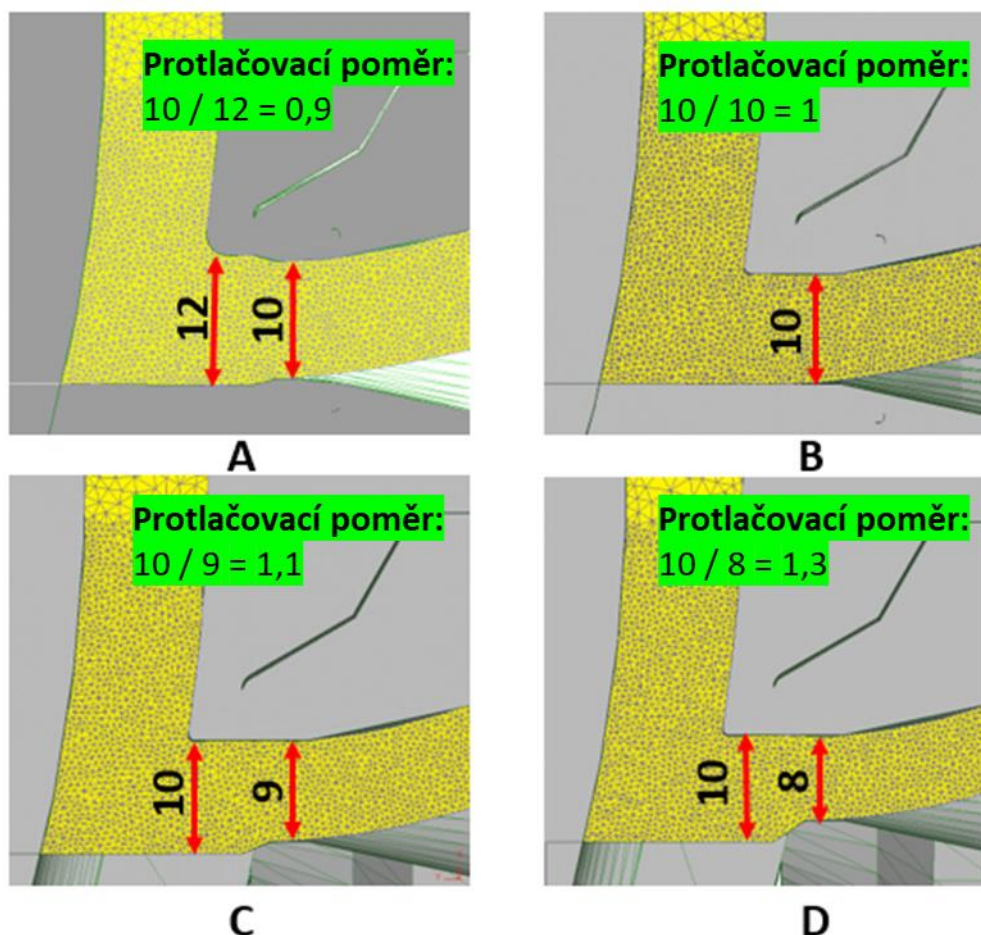 Protlačovací poměr:
10 / 12 = 0,9
12
10
A
Protlačovací poměr:
10 / 10 = 1
10
B
Protlačovací poměr:
10 / 9 = 1,1
10
9
C
Protlačovací poměr:
10 / 8 = 1,3
10
8
D